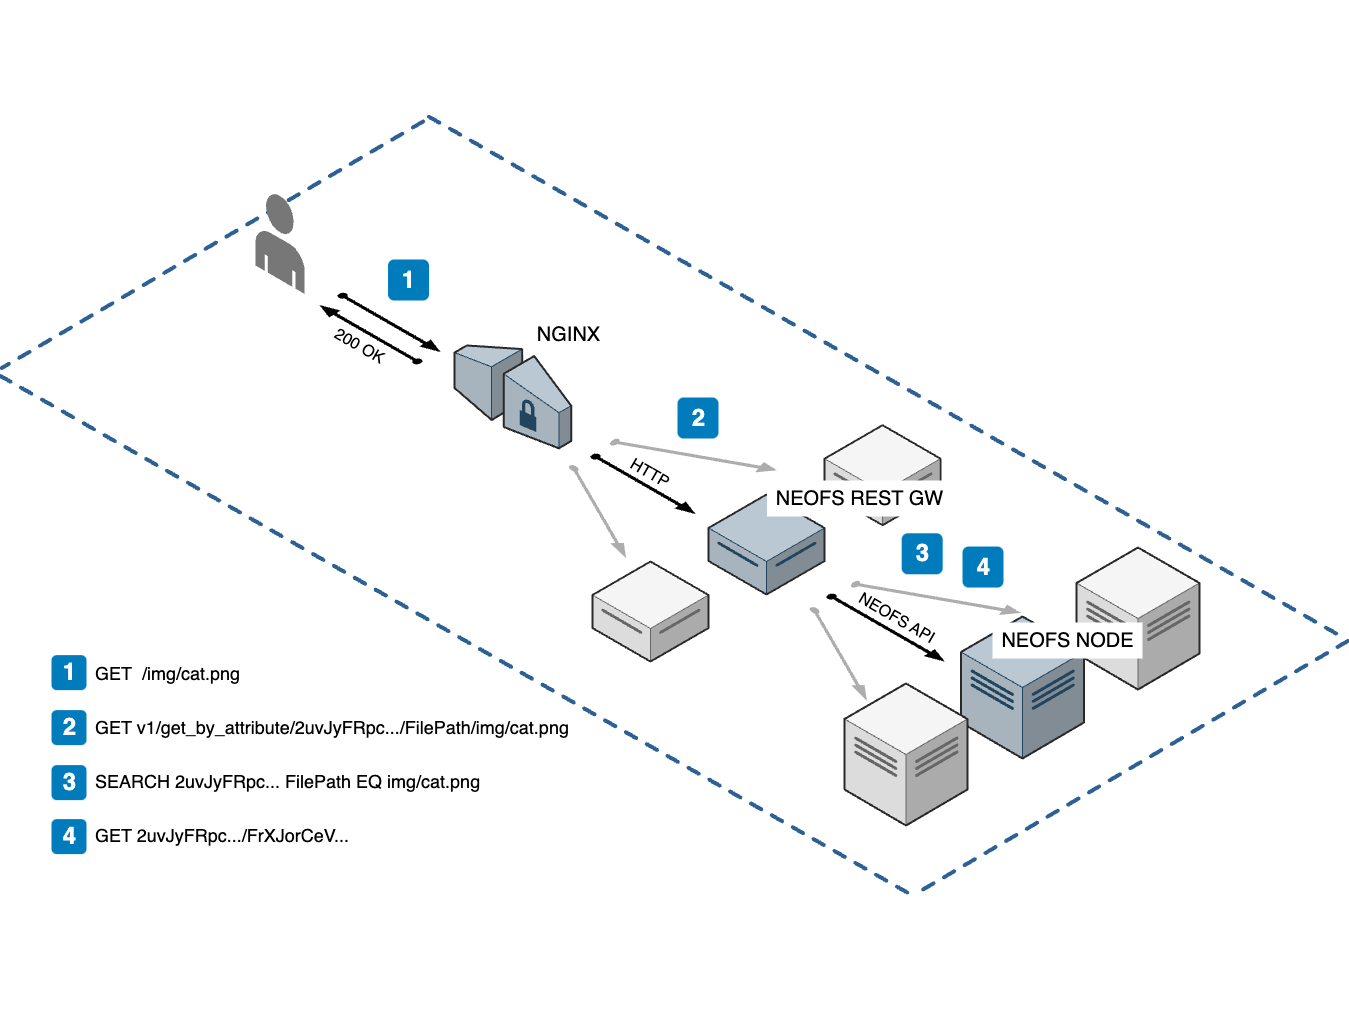 1
200 OK
NGINX
2
HTTP
NEOFS REST GW
3
4
NEOFS API
NEOFS NODE
1 GET /img/cat.png
2 GET v1/get_by_attribute/2uvJyFRpc.../FilePath/img/cat.png
3 SEARCH 2uvJyFRpc... FilePath EQ img/cat.png
4 GET 2uvJyFRpc.../FrXJorCeV...